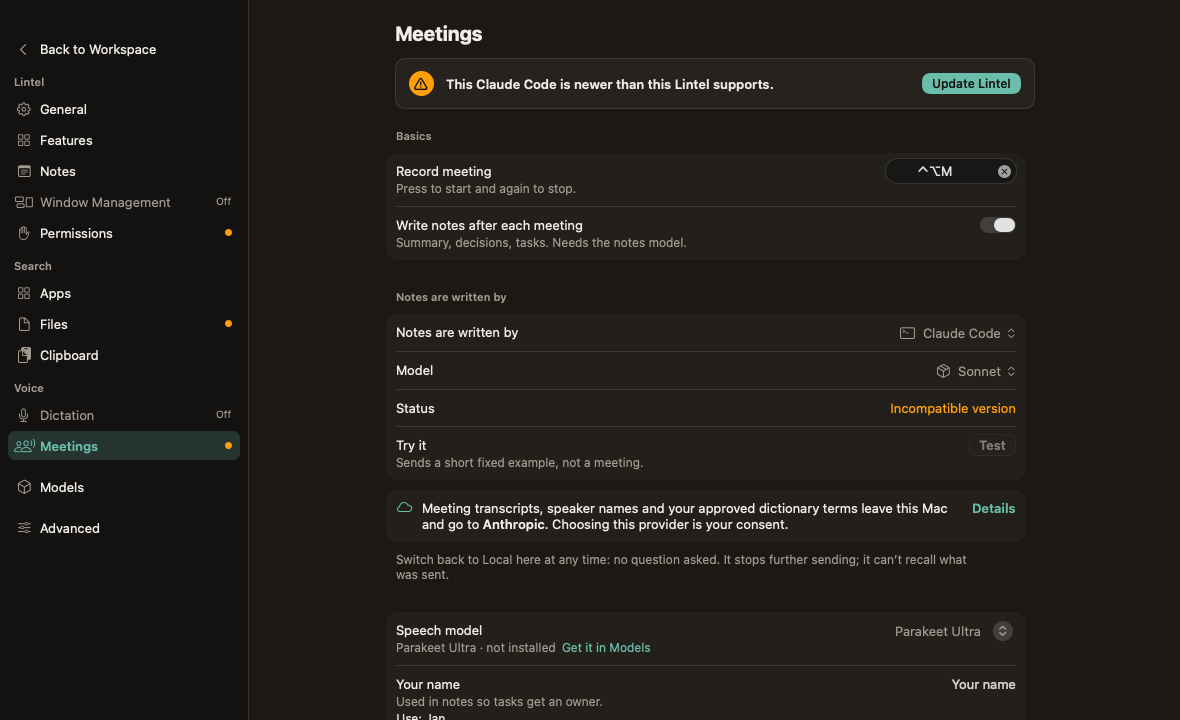 Back to Workspace
Lintel
General
Features
Notes
Window Management Off
Permissions
Search
Apps
Files
Clipboard
Voice
Dictation Off
Meetings
Models
Advanced
Meetings
This Claude Code is newer than this Lintel supports. Update Lintel
Basics
Record meeting ⌃⌥M
Press to start and again to stop.
Write notes after each meeting
Summary, decisions, tasks. Needs the notes model.
Notes are written by
Notes are written by Claude Code
Model Sonnet
Status Incompatible version
Try it Test
Sends a short fixed example, not a meeting.
Meeting transcripts, speaker names and your approved dictionary terms leave this Mac Details
and go to Anthropic. Choosing this provider is your consent.
Switch back to Local here at any time: no question asked. It stops further sending; it can’t recall what
was sent.
Speech model Parakeet Ultra
Parakeet Ultra · not installed Get it in Models
Your name Your name
Used in notes so tasks get an owner.
Use: Jan